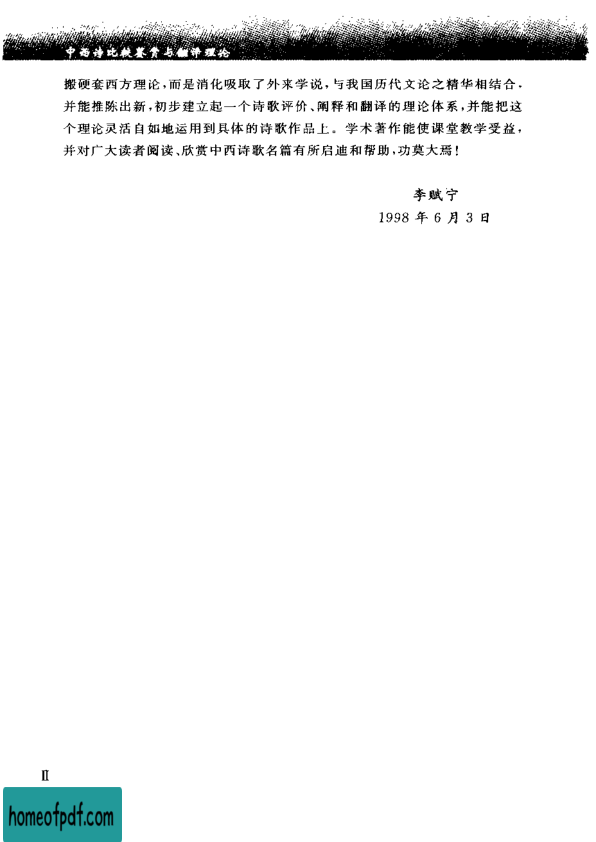 中西诗比较鉴赏与翻译理论
搬硬套西方理论,而是消化吸取了外来学说,与我国历代文论之精华相结合,
并能推陈出新,初步建立起一个诗歌评价、阐释和翻译的理论体系,并能把这
个理论灵活自如地运用到具体的诗歌作品上。学术著作能使课堂教学受益,
并对广大读者阅读、欣赏中西诗歌名篇有所启迪和帮助,功莫大焉!
李赋宁
1998 年 6 月 3 日
II
homeofpdf.com